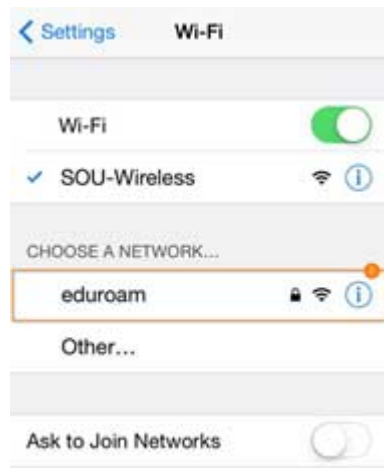 Settings Wi-Fi
Wi-Fi
SOU-Wireless
CHOOSE A NETWORK...
eduroam
Other...
Ask to Join Networks